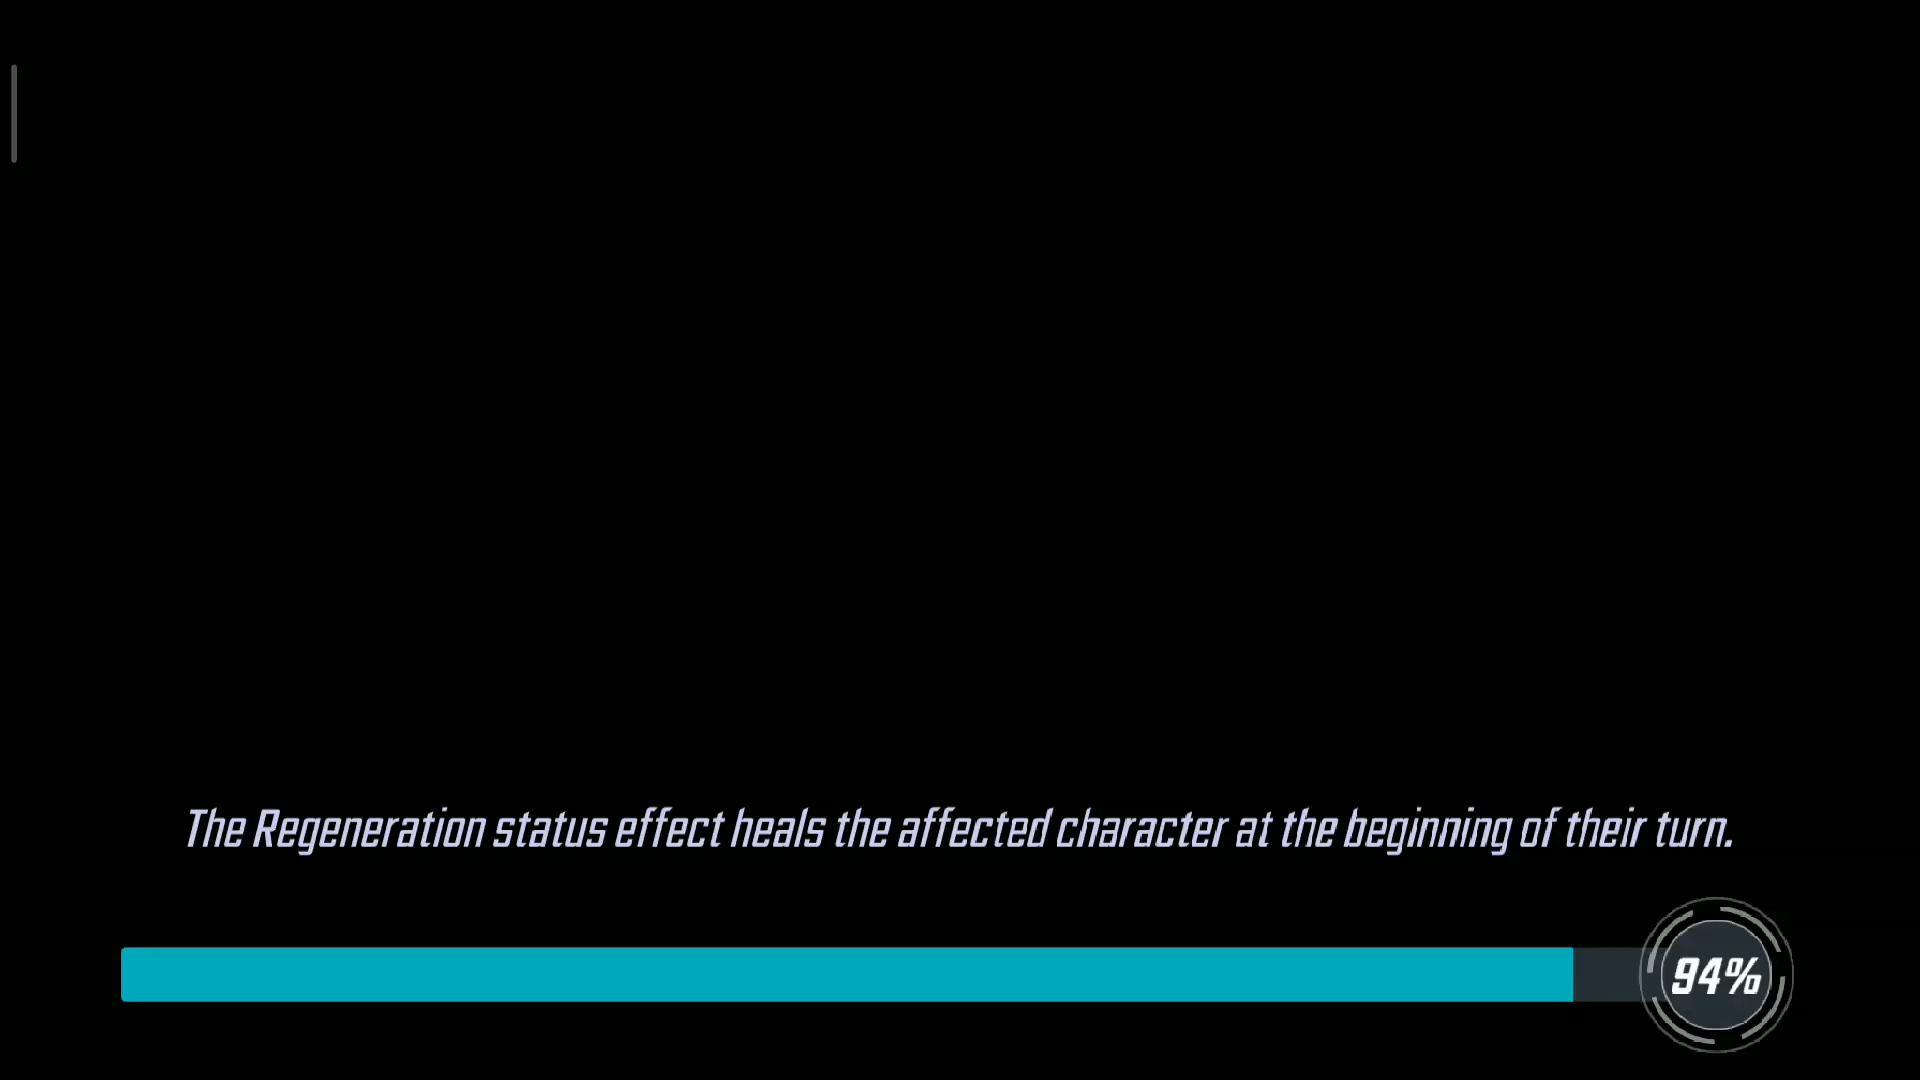 The Regeneration status effect heals the affected character at the beginning of their turn.
94%